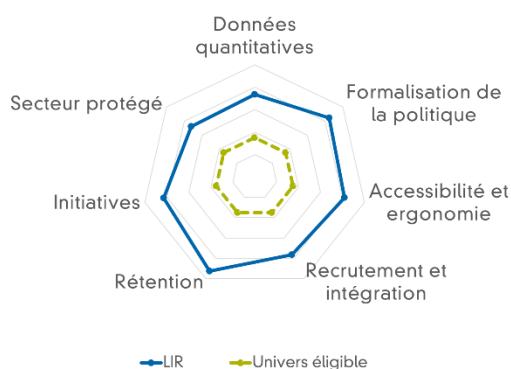 Données
quantitatives
Formalisation de
la politique
Accessibilité et
ergonomie
Recrutement et
intégration
Rétention
Initiatives
Secteur protégé
LIR
Univers éligible